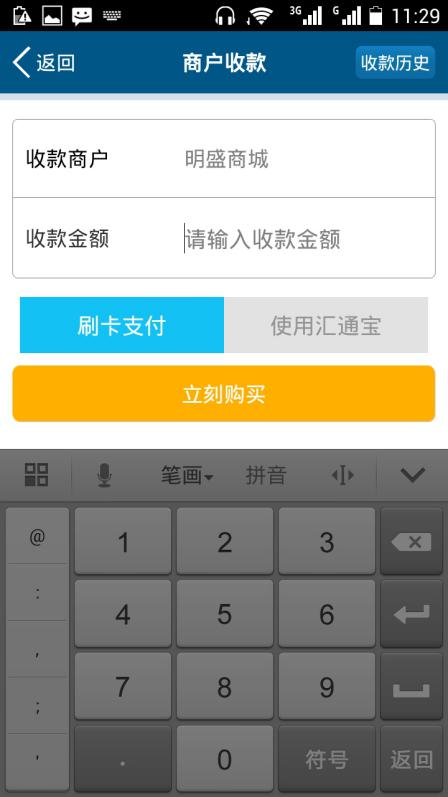 3G G 11:29
返回 商户收款 收款历史
收款商户 明盛商城
收款金额 请输入收款金额
刷卡支付 使用汇通宝
立刻购买
笔画 拼音
@ 1 2 3
: 4 5 6
,
7 8 9
;
' . 0 符号 返回